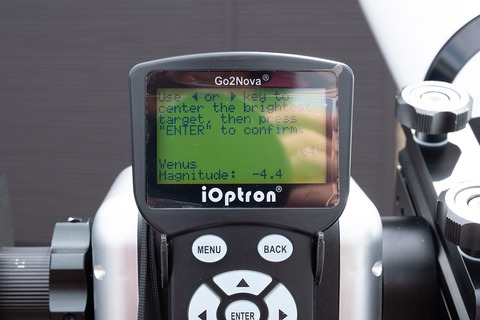 Go2Nova®
Use ◀ or ▶ key to
center the brightest
target, then press
"ENTER" to confirm.
Venus
Magnitude: -4.4
iOptron®
MENU
BACK
ENTER